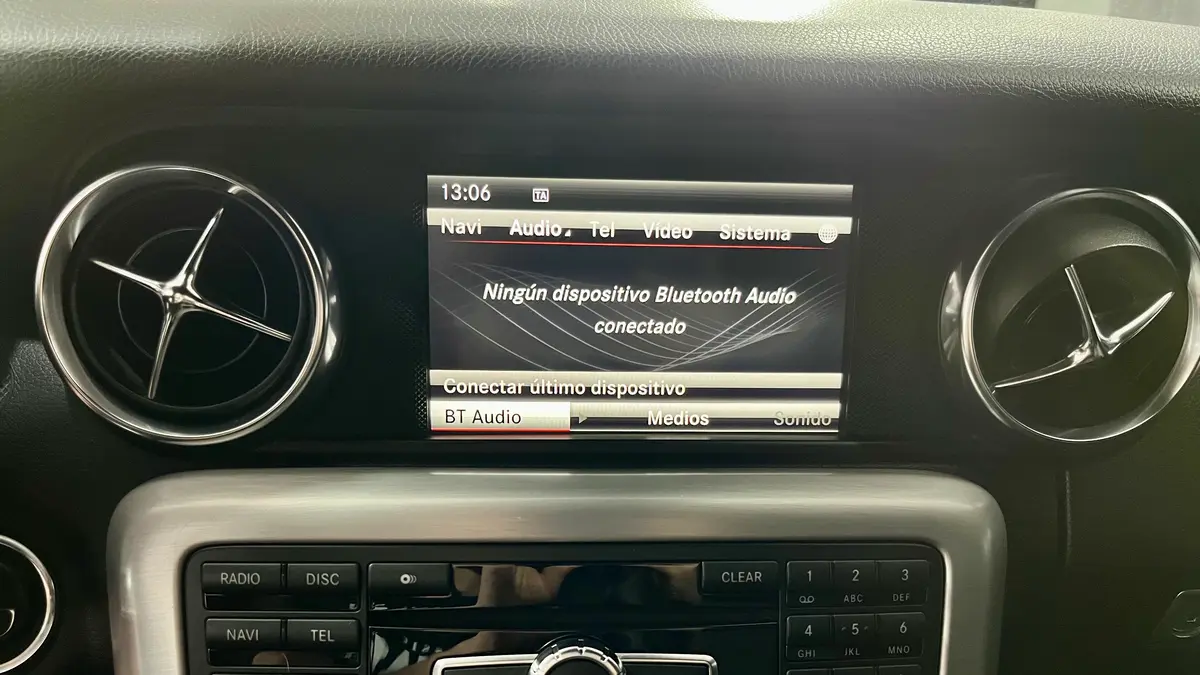 13:06 TA
Navi Audio Tel Vídeo Sistema
Ningún dispositivo Bluetooth Audio
conectado
Conectar último dispositivo
BT Audio Medios Sonido
RADIO DISC CLEAR 1 2 3
ABC DEF
NAVI TEL 4 5 6
GHI JKL MNO